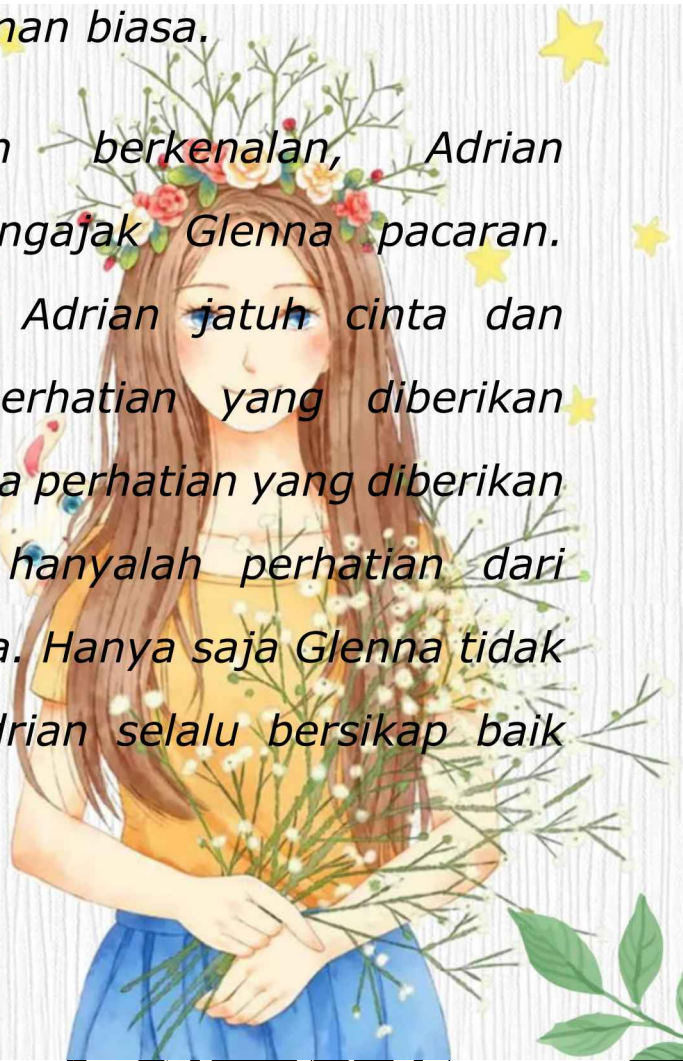 nan biasa.
n berkenalan, Adrian
ngajak Glenna pacaran.
Adrian jatuh cinta dan
erhatian yang diberikan
a perhatian yang diberikan
hanyalah perhatian dari
a. Hanya saja Glenna tidak
drian selalu bersikap baik